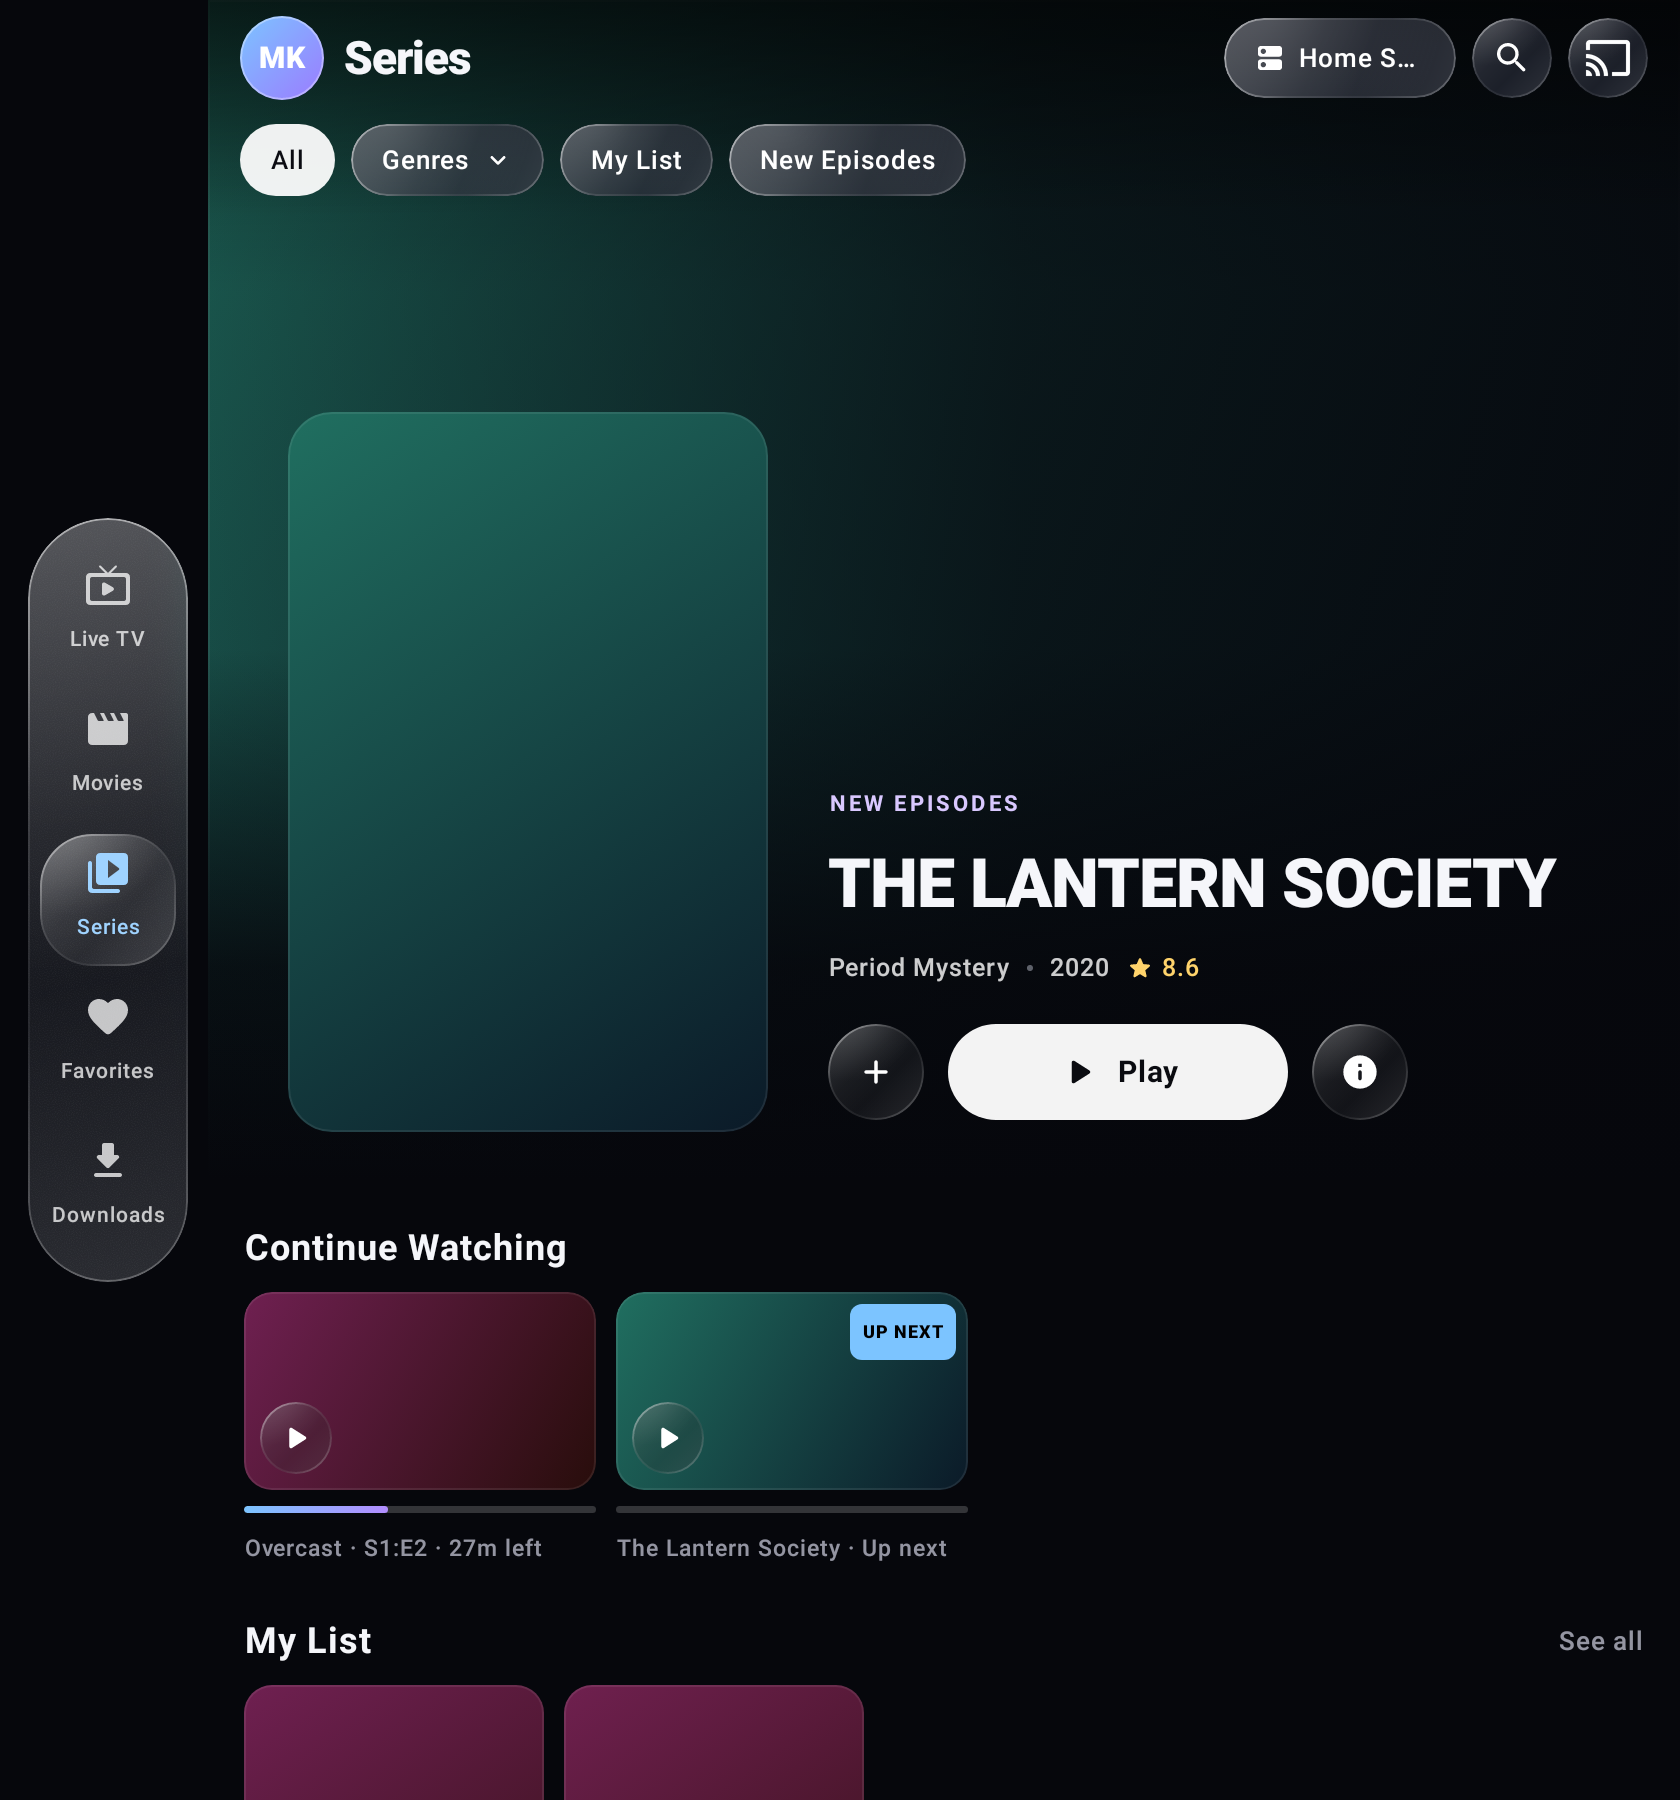 MK
Series
Home S...
All
Genres
My List
New Episodes
Live TV
Movies
Series
Favorites
Downloads
NEW EPISODES
THE LANTERN SOCIETY
Period Mystery • 2020 ★ 8.6
Play
Continue Watching
UP NEXT
Overcast · S1:E2 · 27m left
The Lantern Society · Up next
My List
See all